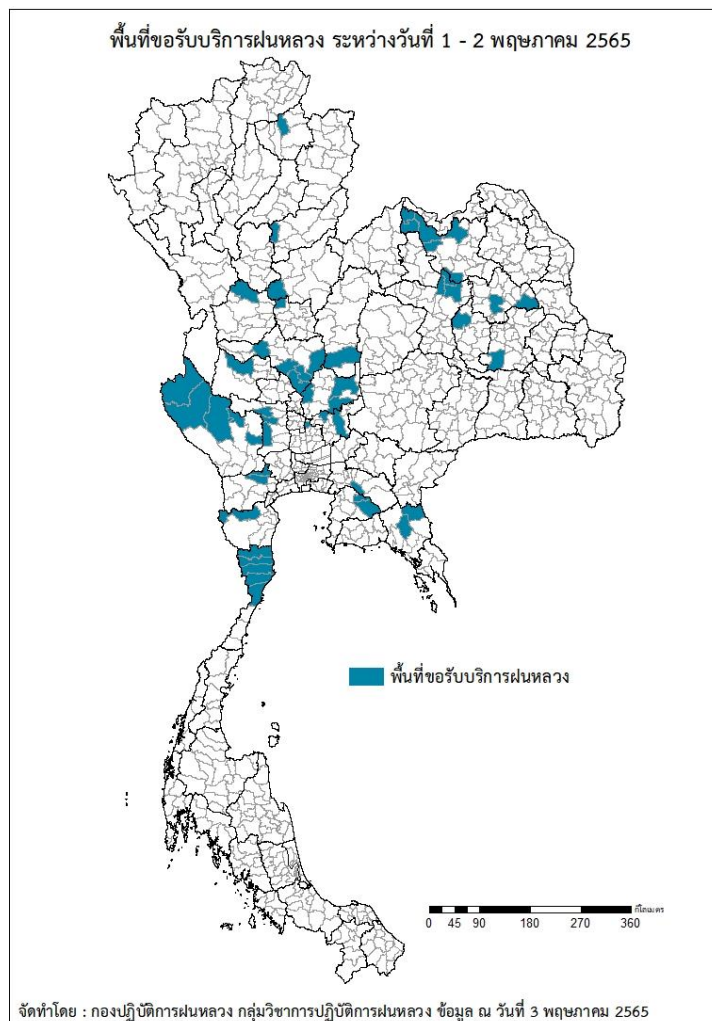 พื้นที่ขอรับบริการฝนหลวง ระหว่างวันที่ 1 - 2 พฤษภาคม 2565
พื้นที่ขอรับบริการฝนหลวง
กิโลเมตร
0 45 90 180 270 360
จัดทำโดย : กองปฏิบัติการฝนหลวง กลุ่มวิชาการปฏิบัติการฝนหลวง ข้อมูล ณ วันที่ 3 พฤษภาคม 2565